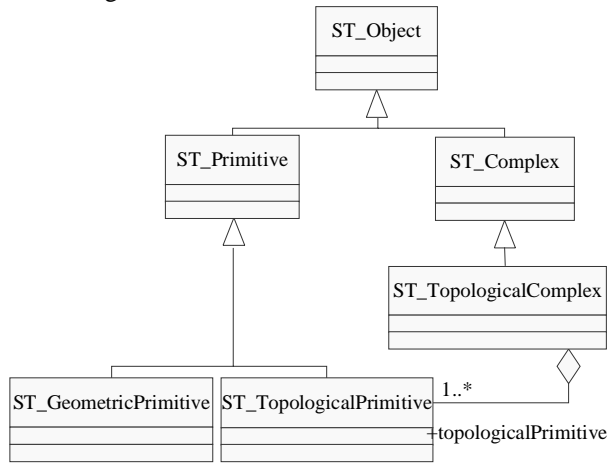 ST_Object
ST_Primitive
ST_Complex
ST_TopologicalComplex
ST_GeometricPrimitive
ST_TopologicalPrimitive
1..*
+topologicalPrimitive